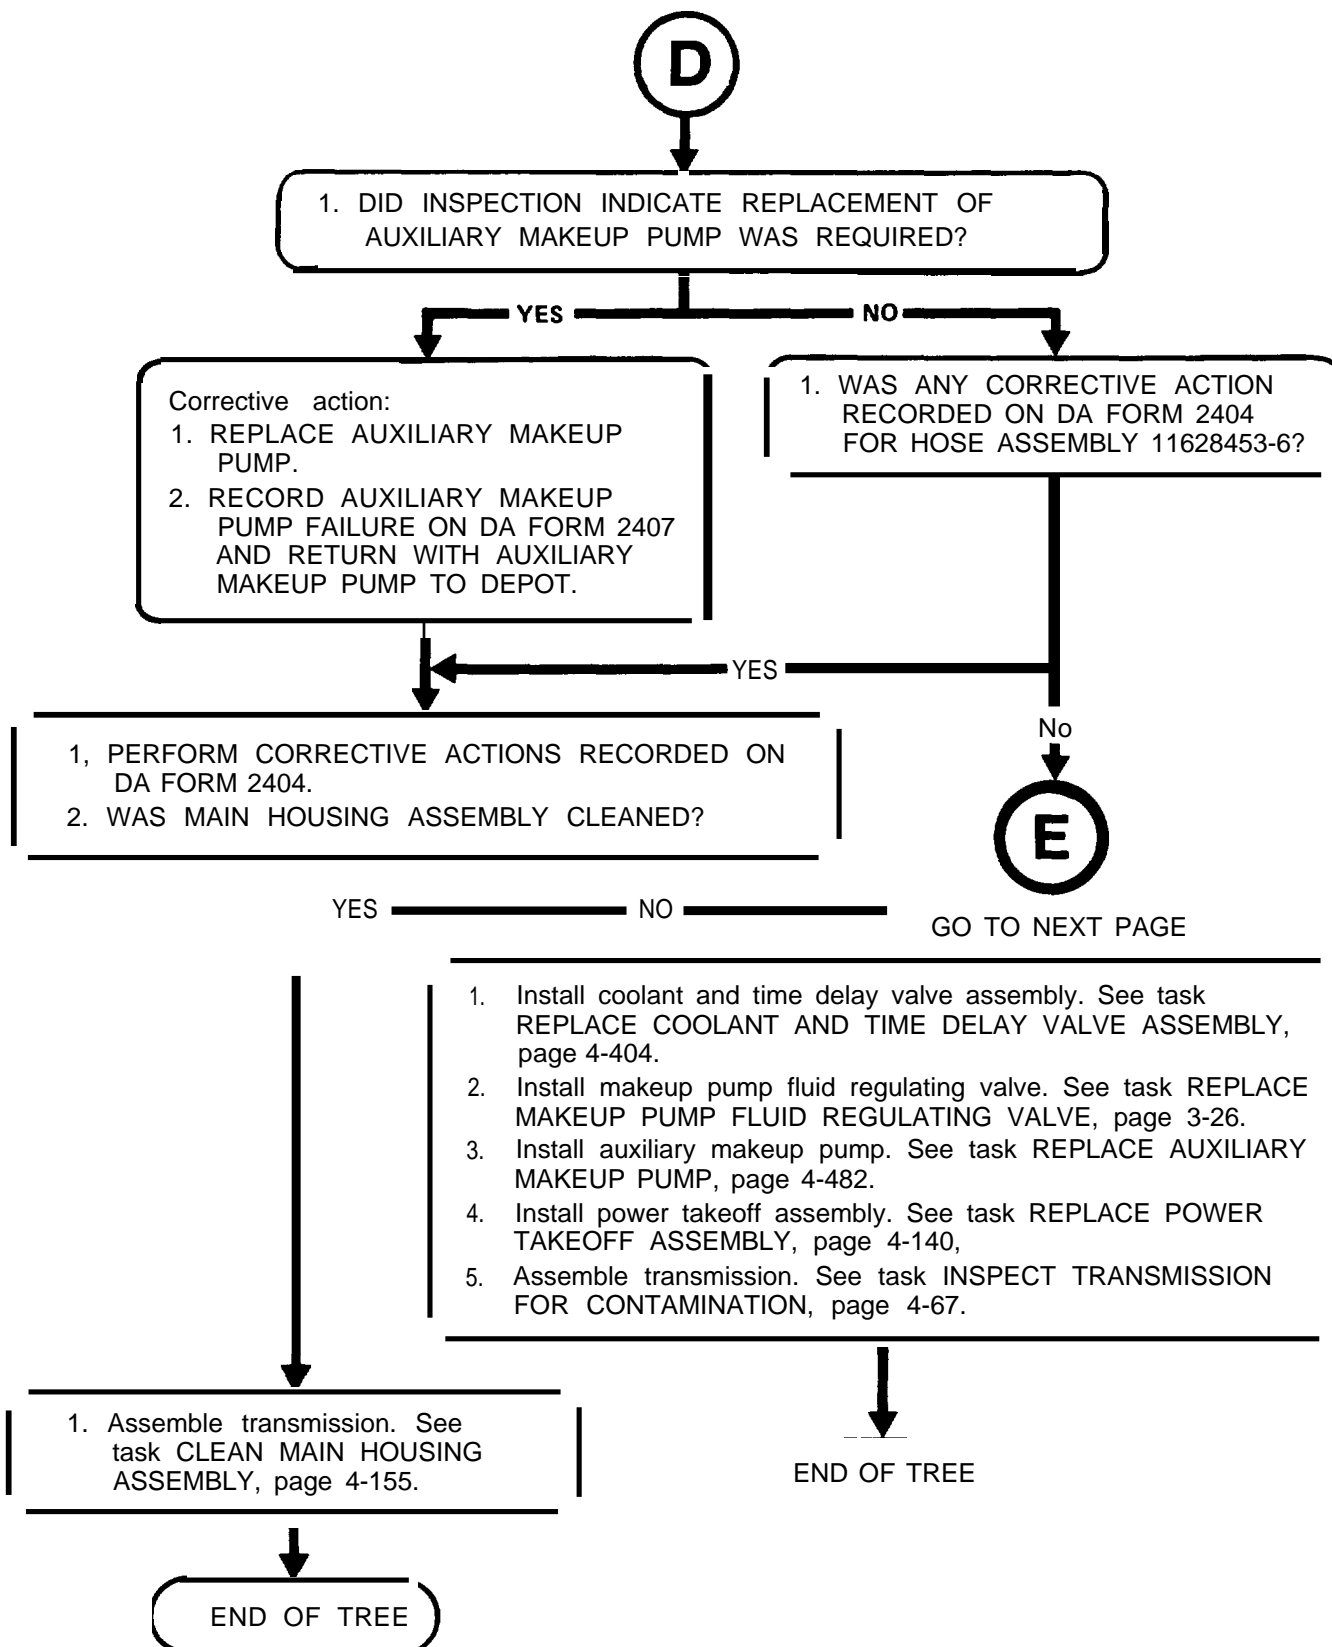 D
1. DID INSPECTION INDICATE REPLACEMENT OF
AUXILIARY MAKEUP PUMP WAS REQUIRED?
YES
NO
Corrective action:
1. REPLACE AUXILIARY MAKEUP
PUMP.
2. RECORD AUXILIARY MAKEUP
PUMP FAILURE ON DA FORM 2407
AND RETURN WITH AUXILIARY
MAKEUP PUMP TO DEPOT.
1. WAS ANY CORRECTIVE ACTION
RECORDED ON DA FORM 2404
FOR HOSE ASSEMBLY 11628453-6?
YES
No
1, PERFORM CORRECTIVE ACTIONS RECORDED ON
DA FORM 2404.
2. WAS MAIN HOUSING ASSEMBLY CLEANED?
E
GO TO NEXT PAGE
YES
NO
1. Install coolant and time delay valve assembly. See task
REPLACE COOLANT AND TIME DELAY VALVE ASSEMBLY,
page 4-404.
2. Install makeup pump fluid regulating valve. See task REPLACE
MAKEUP PUMP FLUID REGULATING VALVE, page 3-26.
3. Install auxiliary makeup pump. See task REPLACE AUXILIARY
MAKEUP PUMP, page 4-482.
4. Install power takeoff assembly. See task REPLACE POWER
TAKEOFF ASSEMBLY, page 4-140,
5. Assemble transmission. See task INSPECT TRANSMISSION
FOR CONTAMINATION, page 4-67.
END OF TREE
1. Assemble transmission. See
task CLEAN MAIN HOUSING
ASSEMBLY, page 4-155.
END OF TREE